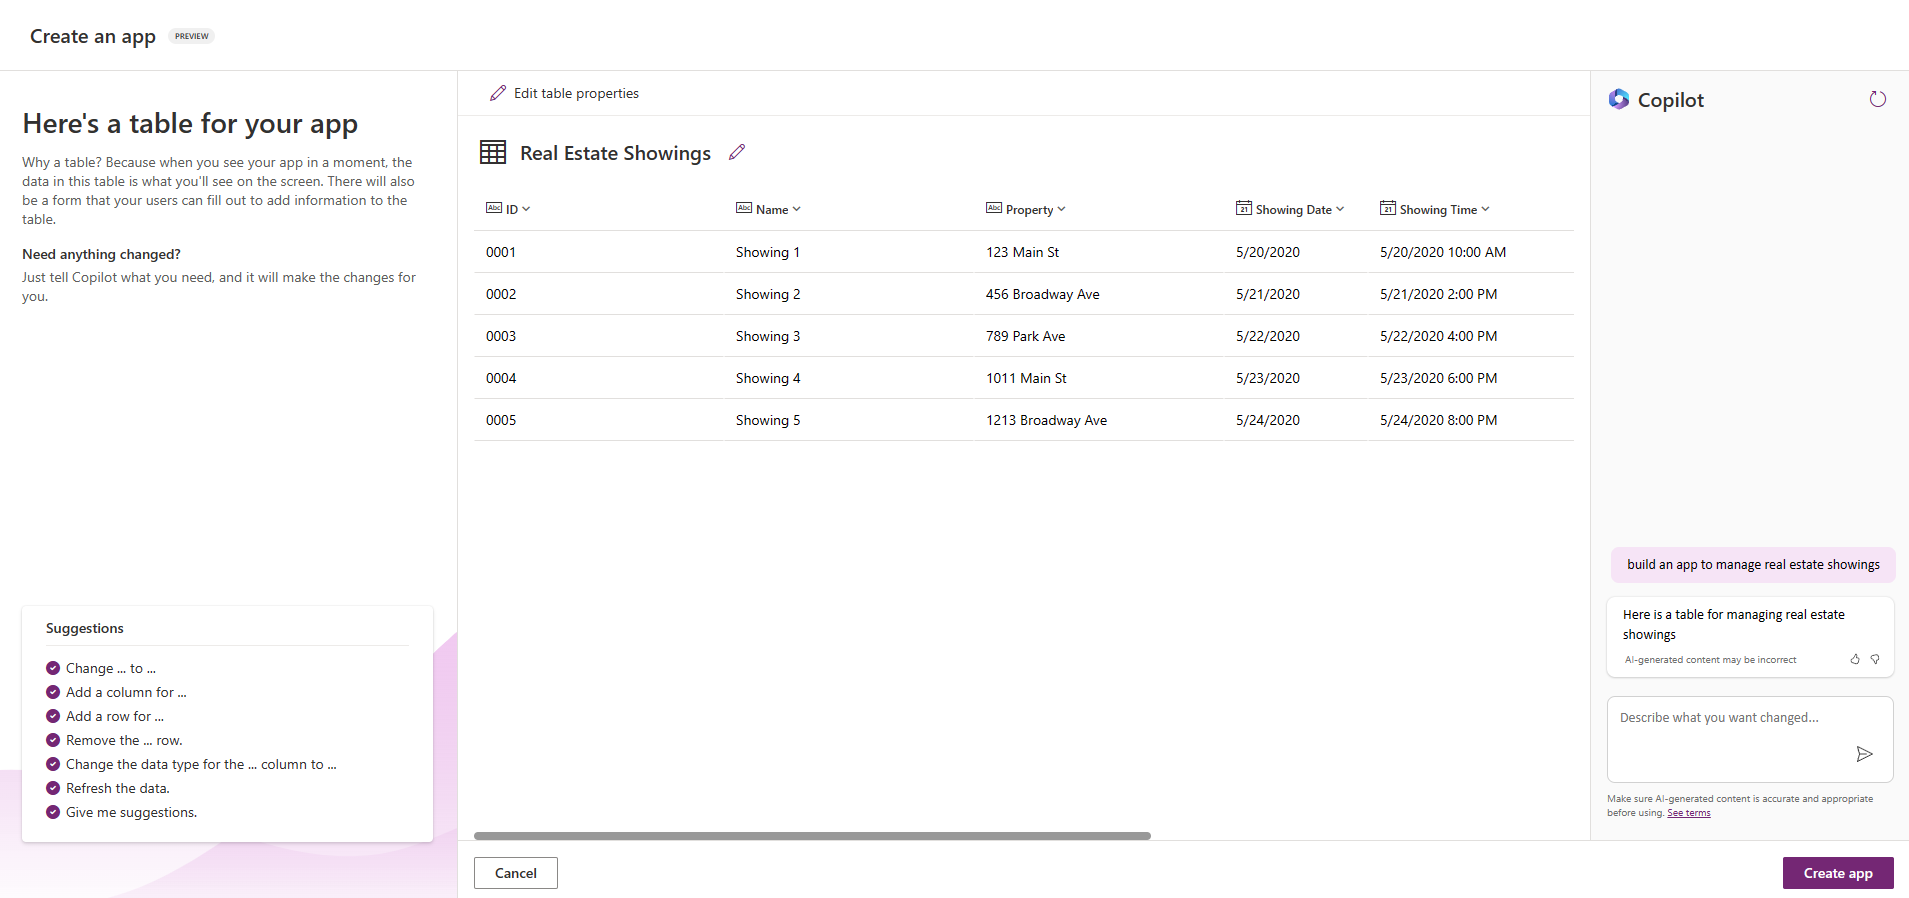 Create an app PREVIEW
Here's a table for your app
Why a table? Because when you see your app in a moment, the
data in this table is what you'll see on the screen. There will also
be a form that your users can fill out to add information to the
table.
Need anything changed?
Just tell Copilot what you need, and it will make the changes for
you.
Suggestions
Change ... to ...
Add a column for ...
Add a row for ...
Remove the ... row.
Change the data type for the ... column to ...
Refresh the data.
Give me suggestions.
Edit table properties
Real Estate Showings
Abc ID Abc Name Abc Property 21 Showing Date 21 Showing Time
0001 Showing 1 123 Main St 5/20/2020 5/20/2020 10:00 AM
0002 Showing 2 456 Broadway Ave 5/21/2020 5/21/2020 2:00 PM
0003 Showing 3 789 Park Ave 5/22/2020 5/22/2020 4:00 PM
0004 Showing 4 1011 Main St 5/23/2020 5/23/2020 6:00 PM
0005 Showing 5 1213 Broadway Ave 5/24/2020 5/24/2020 8:00 PM
Cancel
Copilot
build an app to manage real estate showings
Here is a table for managing real estate
showings
AI-generated content may be incorrect
Describe what you want changed...
Make sure AI-generated content is accurate and appropriate
before using. See terms
Create app